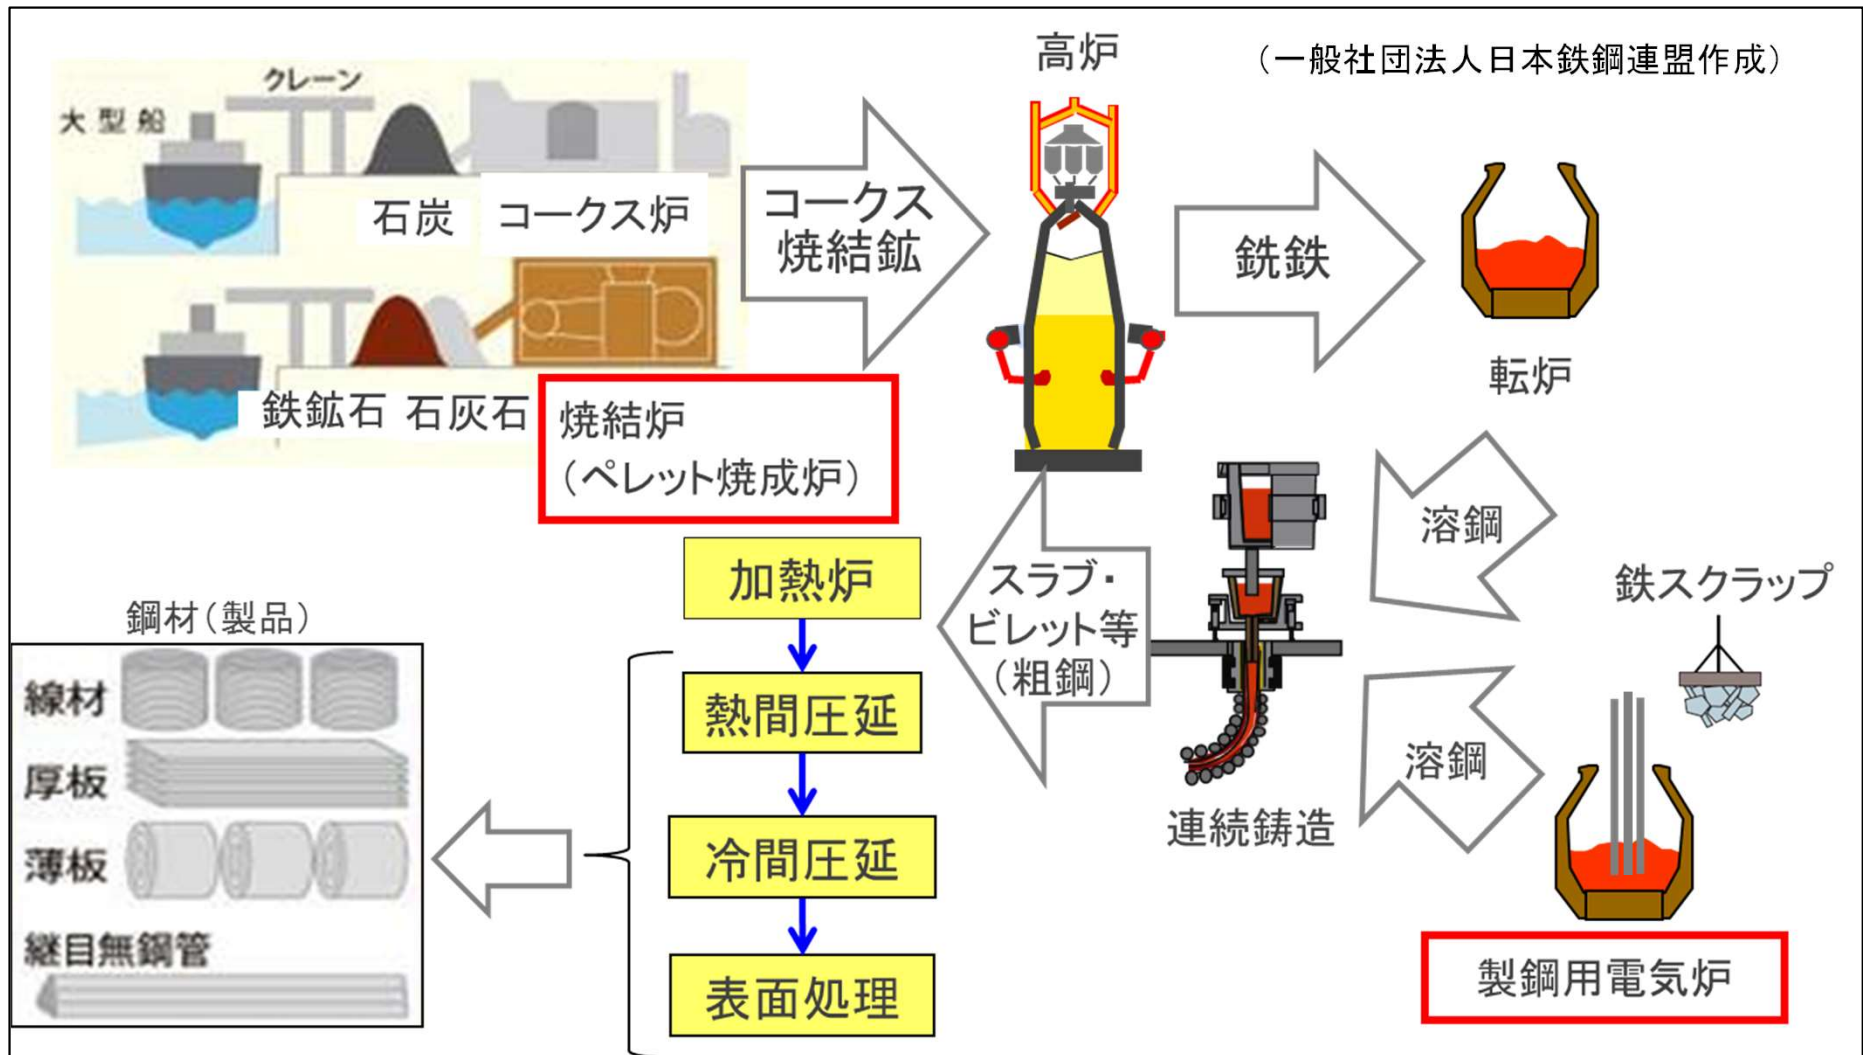 高炉
（一般社団法人日本鉄鋼連盟作成）
クレーン
大型船
石炭
コークス炉
コークス
焼結鉱
銑鉄
転炉
鉄鉱石
石灰石
焼結炉
（ペレット焼成炉）
溶鋼
鉄スクラップ
加熱炉
スラブ・
ビレット等
（粗鋼）
鋼材（製品）
線材
熱間圧延
厚板
溶鋼
連続鋳造
薄板
冷間圧延
継目無鋼管
表面処理
製鋼用電気炉